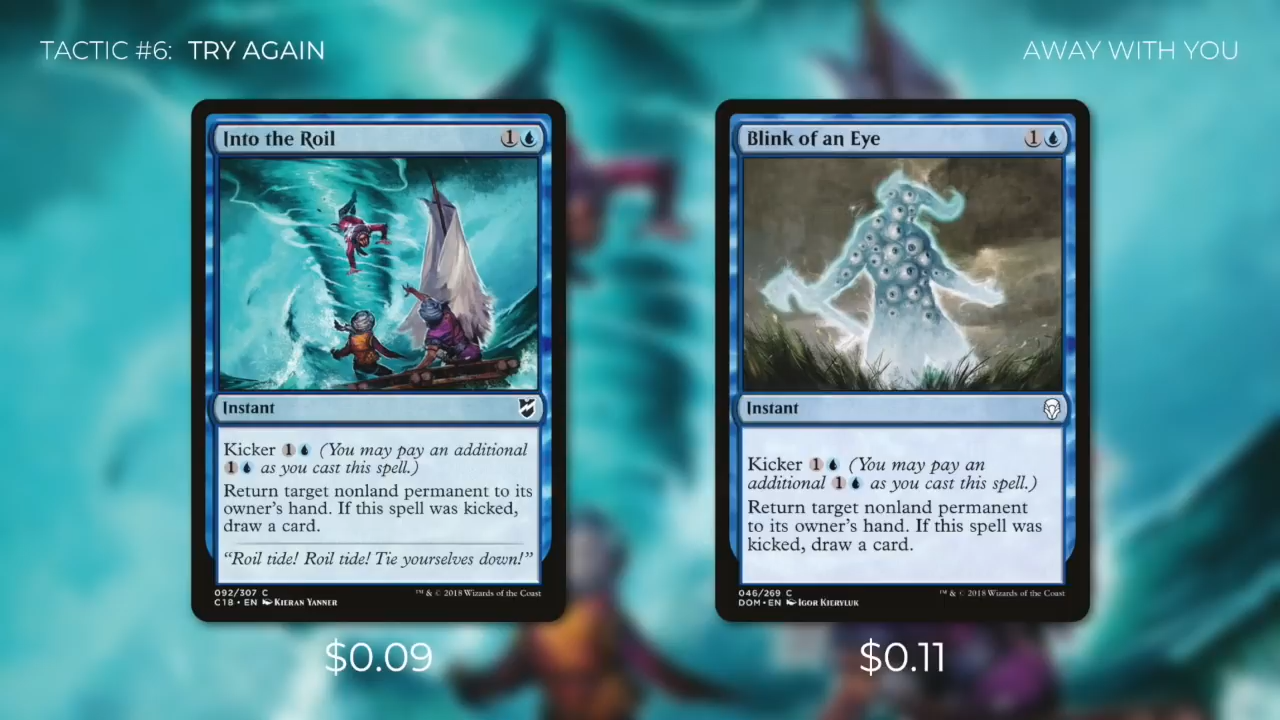 TACTIC #6: TRY AGAIN
AWAY WITH YOU
Into the Roil
1
Instant
Kicker 1 (You may pay an additional
1 as you cast this spell.)
Return target nonland permanent to its
owner's hand. If this spell was kicked,
draw a card.
"Roil tide! Roil tide! Tie yourselves down!"
092/307 C
C18 • EN KIERAN YANNER
™ & © 2018 Wizards of the Coast
$0.09
Blink of an Eye
1
Instant
Kicker 1 (You may pay an
additional 1 as you cast this spell.)
Return target nonland permanent
to its owner's hand. If this spell was
kicked, draw a card.
046/269 C
DOM • EN IGOR KIERYLUK
™ & © 2018 Wizards of the Coast
$0.11